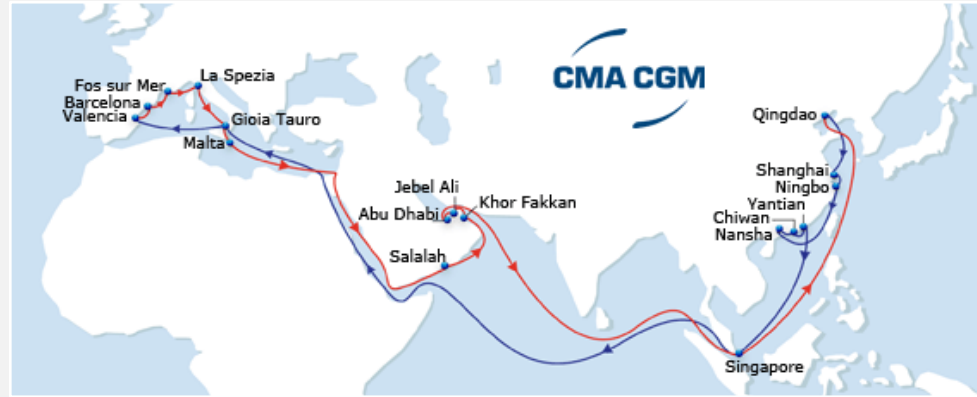 CMA CGM
La Spezia
Fos sur Mer
Barcelona
Valencia
Gioia Tauro
Malta
Qingdao
Shanghai
Ningbo
Yantian
Chiwan
Nansha
Jebel Ali
Khor Fakkan
Abu Dhabi
Salalah
Singapore